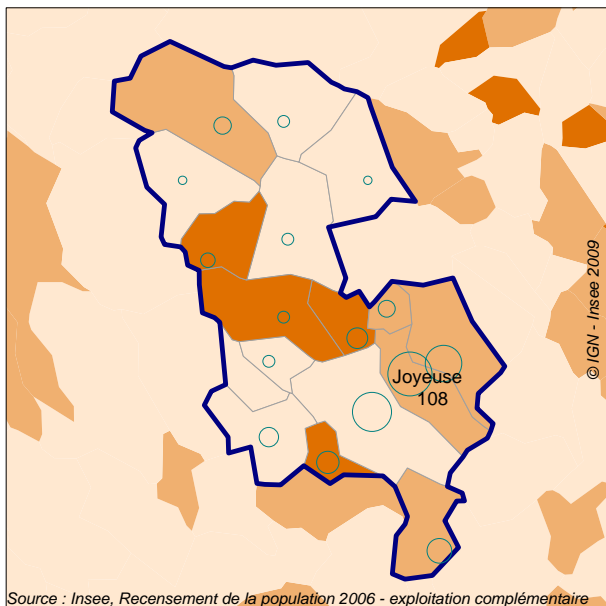 © IGN - Insee 2009
Joyeuse
108
Source : Insee, Recensement de la population 2006 - exploitation complémentaire